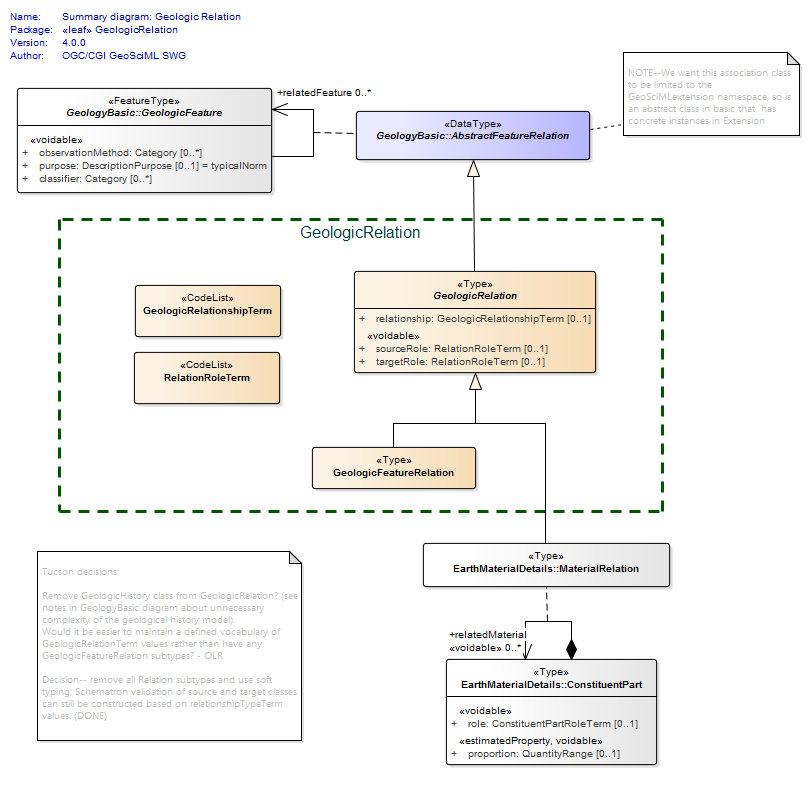 Name: Summary diagram: Geologic Relation
Package: «leaf» GeologicRelation
Version: 4.0.0
Author: OGC/CGI GeoSciML SWG
«FeatureType»
GeologyBasic::GeologicFeature
«voidable»
+ observationMethod: Category [0..*]
+ purpose: DescriptionPurpose [0..1] = typicalNorm
+ classifier: Category [0..*]
+relatedFeature 0..*
«DataType»
GeologyBasic::AbstractFeatureRelation
NOTE--We want this association class
to be limited to the
GeoSciMLextension namespace, so is
an abstract class in basic that has
concrete instances in Extension
GeologicRelation
«CodeList»
GeologicRelationshipTerm
«CodeList»
RelationRoleTerm
«Type»
GeologicRelation
+ relationship: GeologicRelationshipTerm [0..1]
«voidable»
+ sourceRole: RelationRoleTerm [0..1]
+ targetRole: RelationRoleTerm [0..1]
«Type»
GeologicFeatureRelation
«Type»
EarthMaterialDetails::MaterialRelation
+relatedMaterial
«voidable» 0..*
«Type»
EarthMaterialDetails::ConstituentPart
«voidable»
+ role: ConstituentPartRoleTerm [0..1]
«estimatedProperty, voidable»
+ proportion: QuantityRange [0..1]
Tucson decisions:
Remove GeologicHistory class from GeologicRelation? (see
notes in GeologyBasic diagram about unnecessary
complexity of the geological history model).
Would it be easier to maintain a defined vocabulary of
GeologicRelationTerm values rather than have any
GeologicFeatureRelation subtypes? - OLR
Decision-- remove all Relation subtypes and use soft
typing; Schematron validation of source and target classes
can still be constructed based on relationshipTypeTerm
values. (DONE)